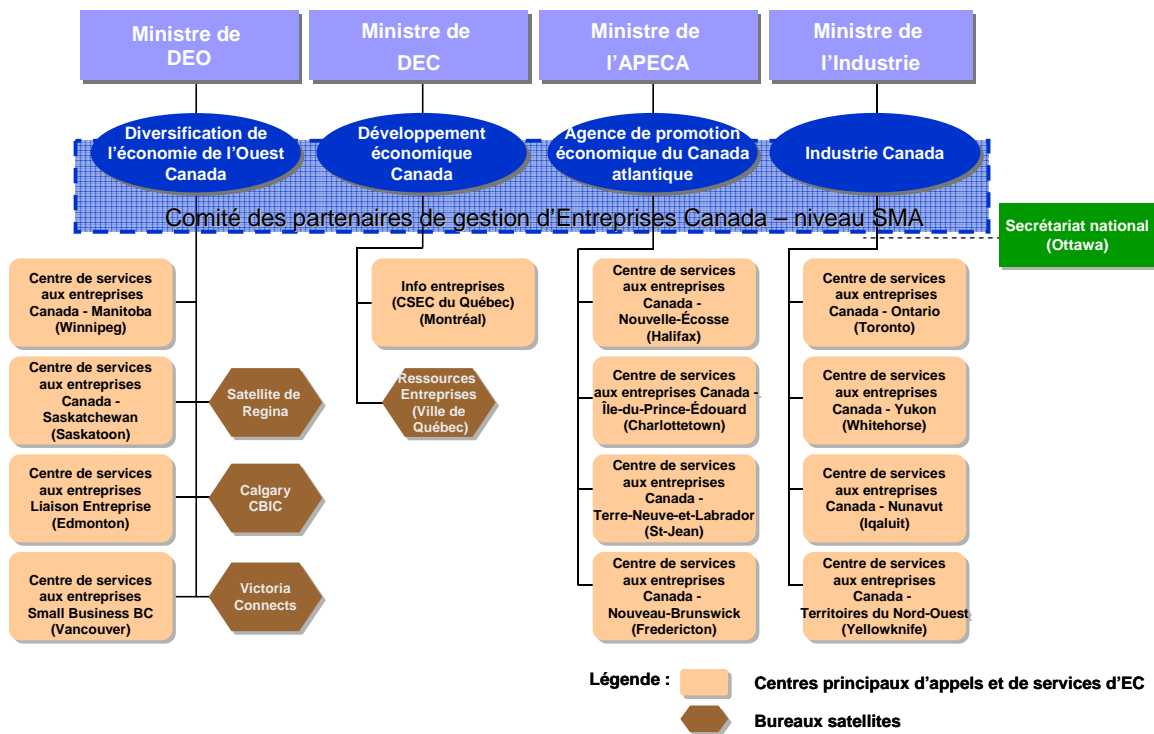 Ministre de
DEO
Ministre de
DEC
Ministre de
l'APECA
Ministre de
l'Industrie
Diversification de
l'économie de l'Ouest
Canada
Développement
économique
Canada
Agence de promotion
économique du Canada
atlantique
Industrie Canada
Comité des partenaires de gestion d'Entreprises Canada – niveau SMA
Secrétariat national
(Ottawa)
Centre de services
aux entreprises
Canada - Manitoba
(Winnipeg)
Centre de services
aux entreprises
Canada -
Saskatchewan
(Saskatoon)
Satellite de
Regina
Centre de services
aux entreprises
Liaison Entreprise
(Edmonton)
Calgary
CBIC
Centre de services
aux entreprises
Small Business BC
(Vancouver)
Victoria
Connects
Info entreprises
(CSEC du Québec)
(Montréal)
Ressources
Entreprises
(Ville de
Québec)
Centre de services
aux entreprises
Canada -
Nouvelle-Écosse
(Halifax)
Centre de services
aux entreprises Canada -
Île-du-Prince-Édouard
(Charlottetown)
Centre de services
aux entreprises
Canada -
Terre-Neuve-et-Labrador
(St-Jean)
Centre de services
aux entreprises
Canada -
Nouveau-Brunswick
(Fredericton)
Centre de services
aux entreprises
Canada - Ontario
(Toronto)
Centre de services
aux entreprises
Canada - Yukon
(Whitehorse)
Centre de services
aux entreprises
Canada - Nunavut
(Iqaluit)
Centre de services
aux entreprises
Canada -
Territoires du Nord-Ouest
(Yellowknife)
Légende :
Centres principaux d'appels et de services d'EC
Bureaux satellites